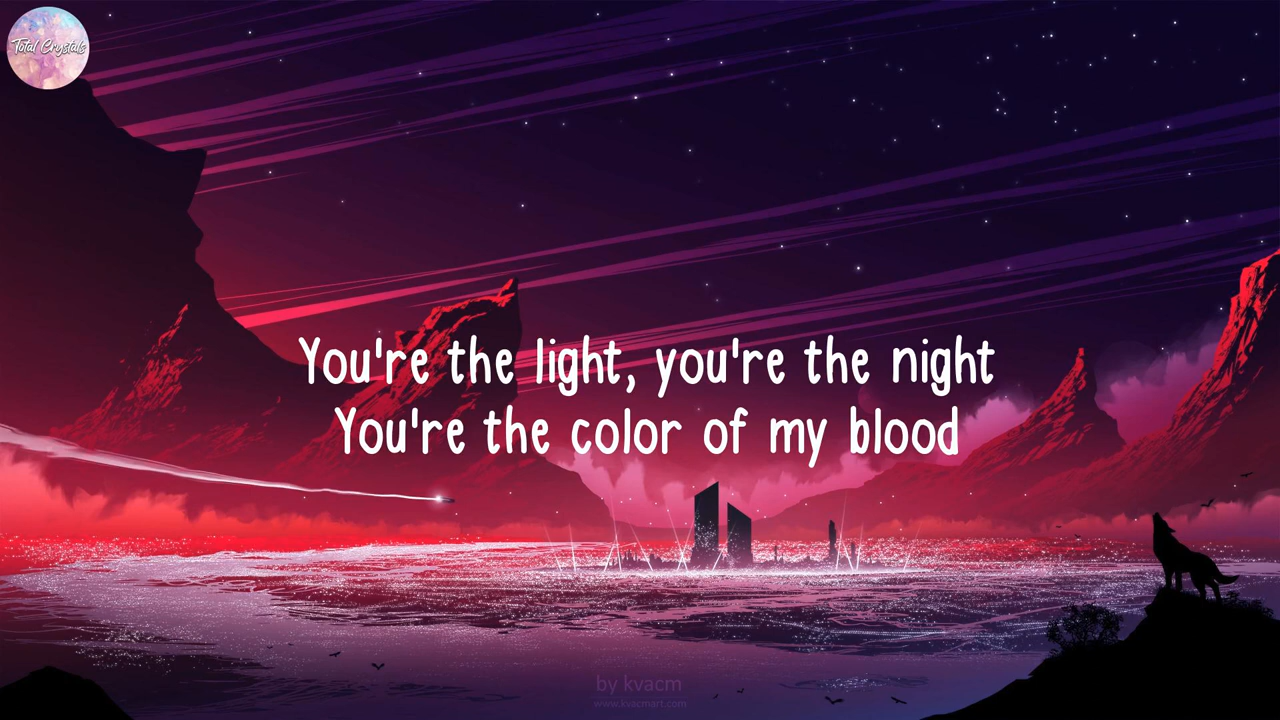 Total Crystals
You're the light, you're the night
You're the color of my blood
by kvacm
www.kvacmart.com